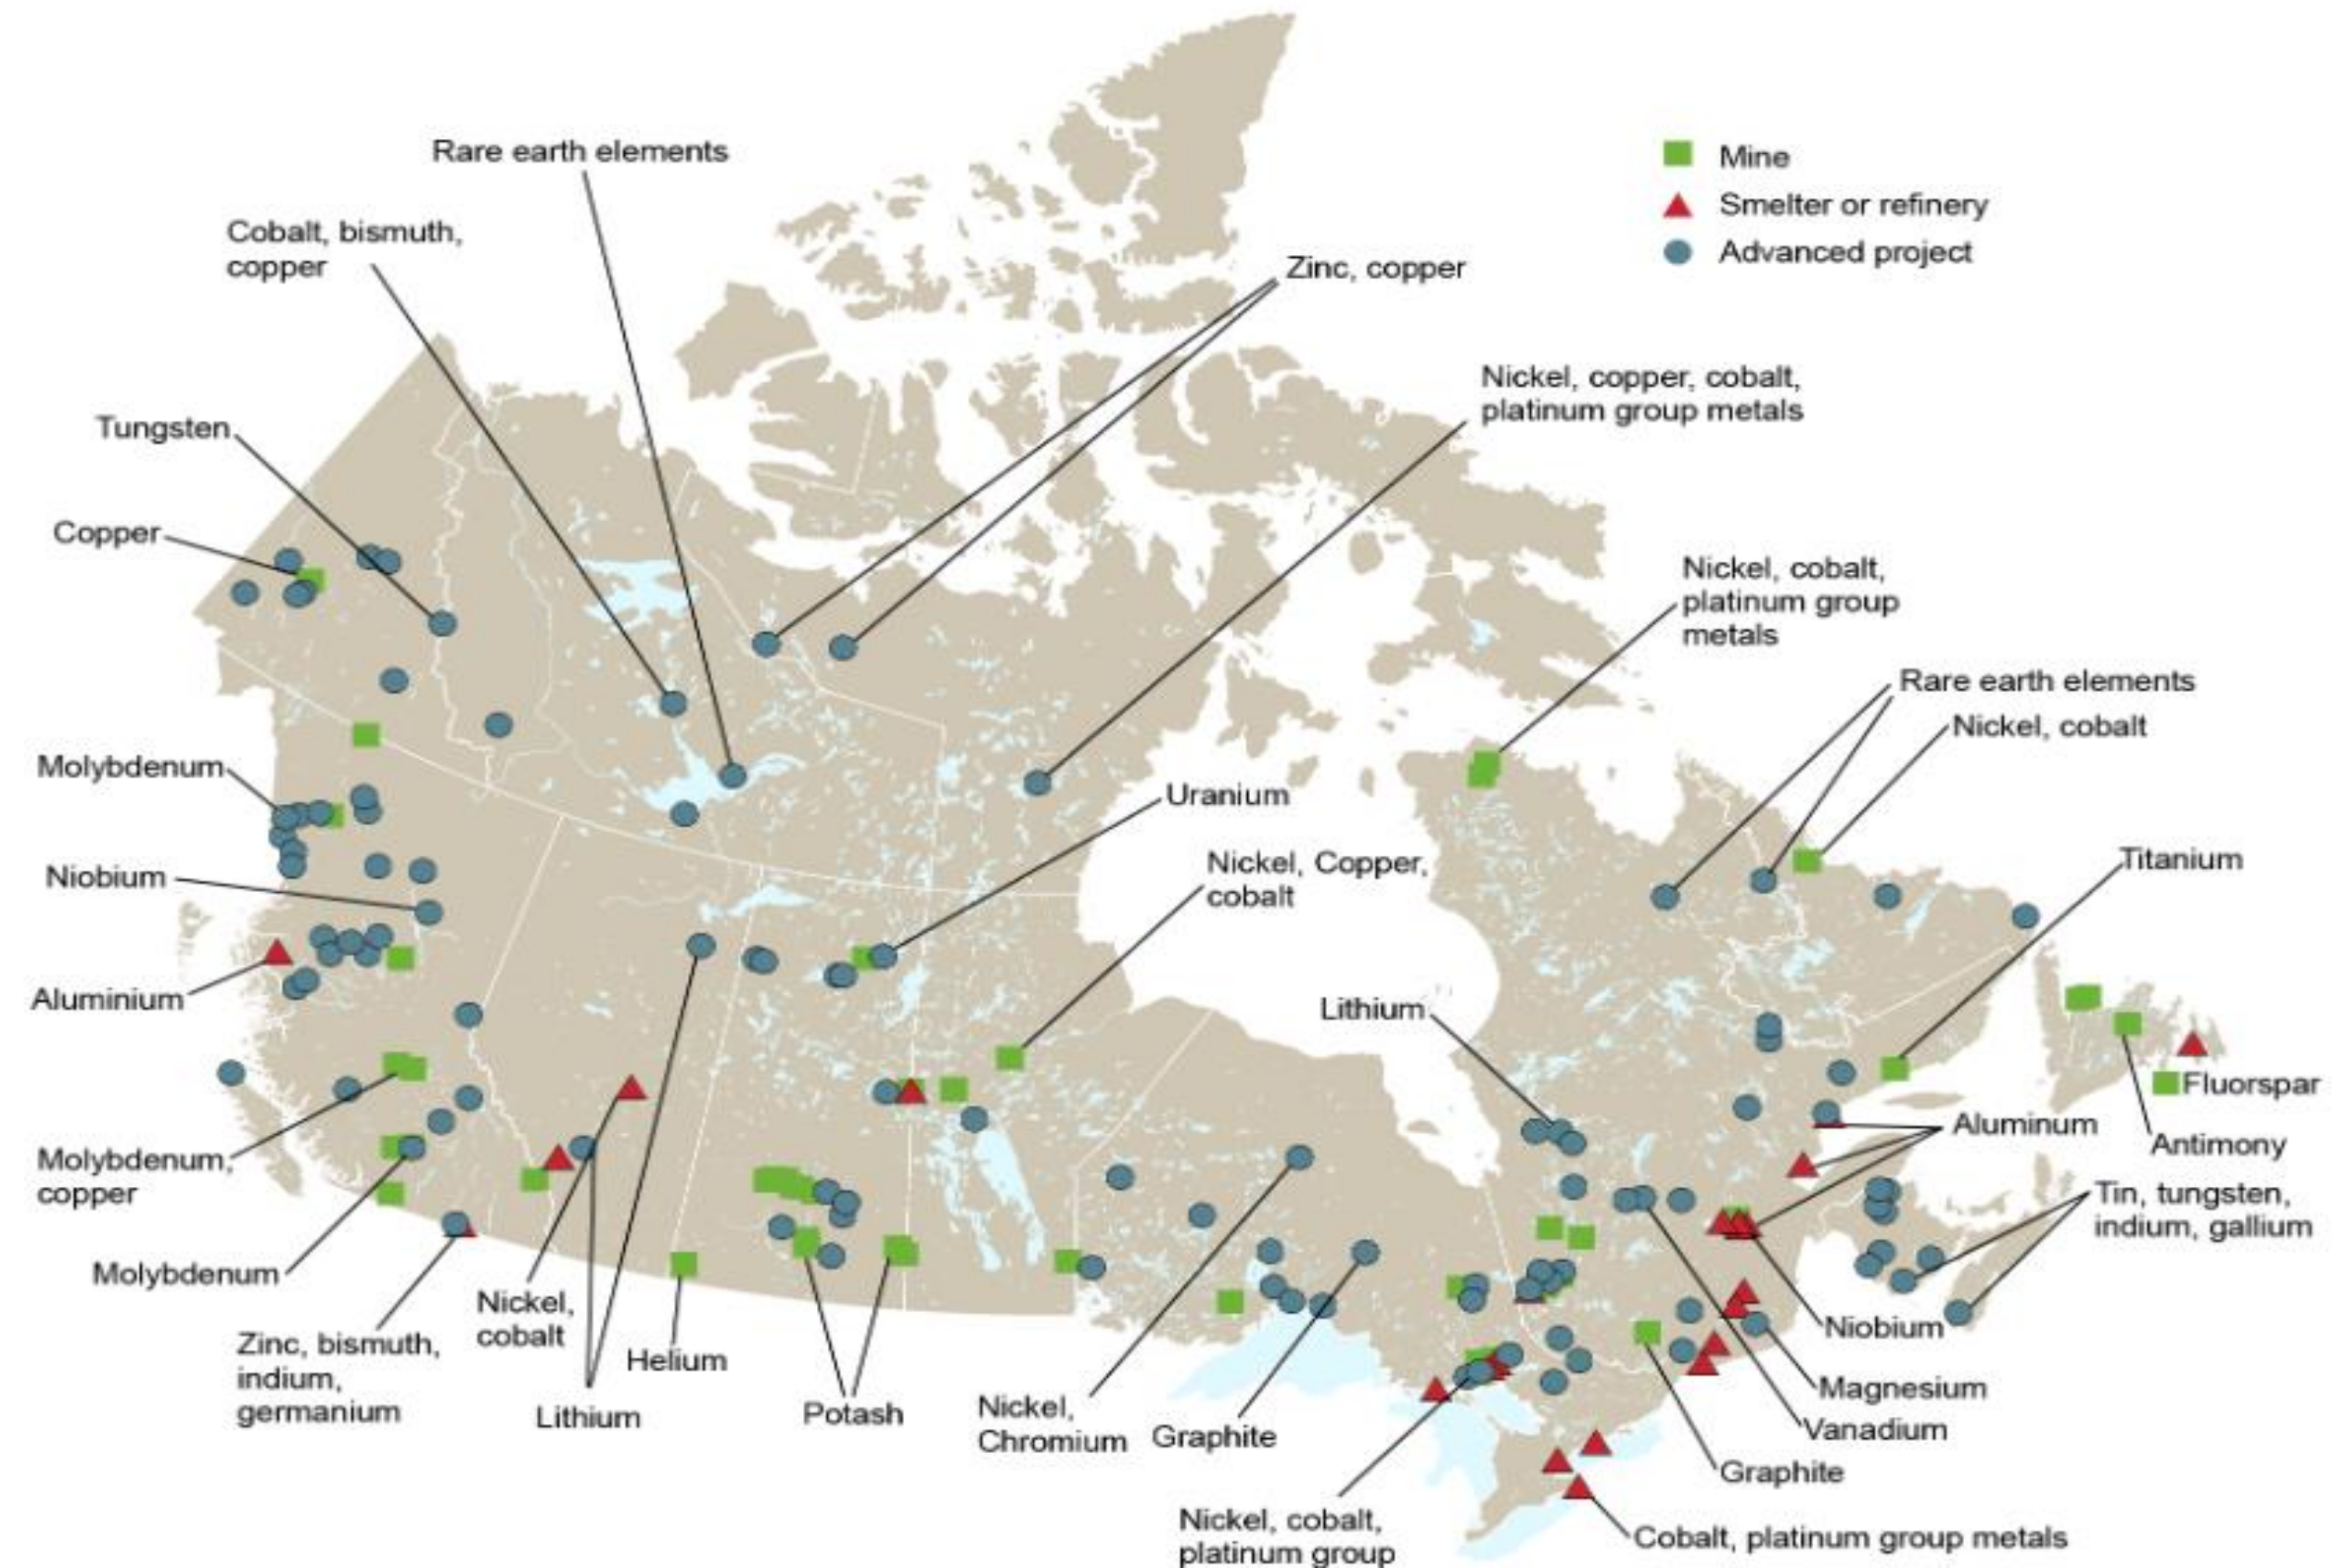 Rare earth elements
Cobalt, bismuth,
copper
Mine
Smelter or refinery
Advanced project
Zinc, copper
Nickel, copper, cobalt,
platinum group metals
Tungsten
Copper
Nickel, cobalt,
platinum group
metals
Rare earth elements
Nickel, cobalt
Molybdenum
Uranium
Nickel, Copper,
cobalt
Titanium
Niobium
Aluminium
Lithium
Fluorspar
Aluminum
Antimony
Molybdenum,
copper
Tin, tungsten,
indium, gallium
Molybdenum
Nickel,
cobalt
Zinc, bismuth,
indium,
germanium
Helium
Lithium
Potash
Nickel,
Chromium
Graphite
Niobium
Magnesium
Vanadium
Graphite
Nickel, cobalt,
platinum group
Cobalt, platinum group metals